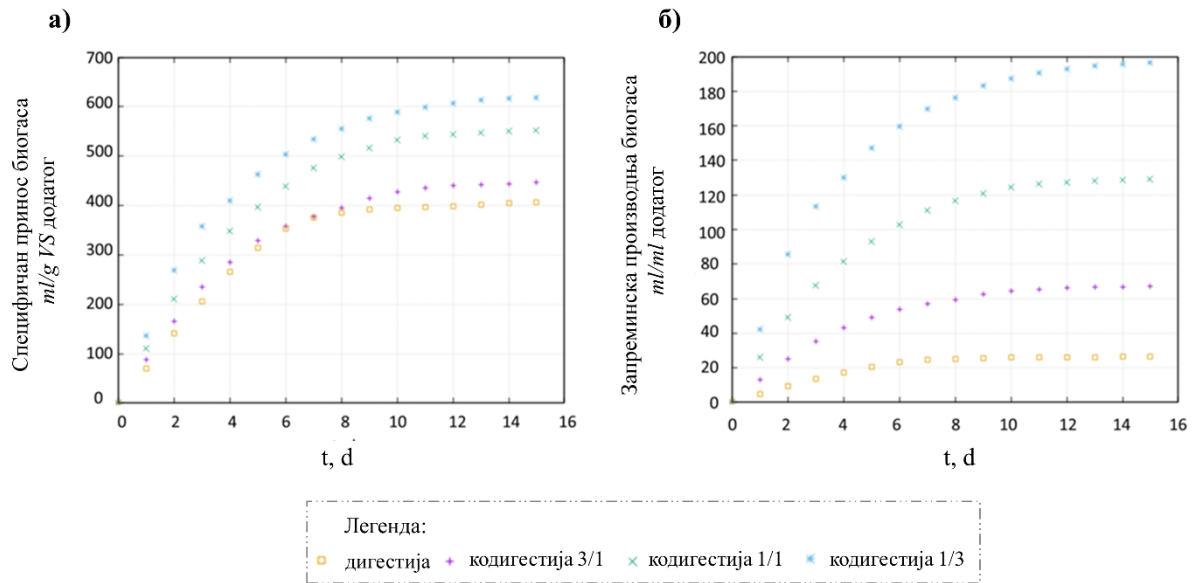 а)
Специфичан принос биогаса
ml/g VS додатог
700
600
500
400
300
200
100
0
0 2 4 6 8 10 12 14 16
t, d
б)
Запреминска производња биогаса
ml/ml додатог
200
180
160
140
120
100
80
60
40
20
0
0 2 4 6 8 10 12 14 16
t, d
Легенда:
дигестија кодигестија 3/1 кодигестија 1/1 кодигестија 1/3